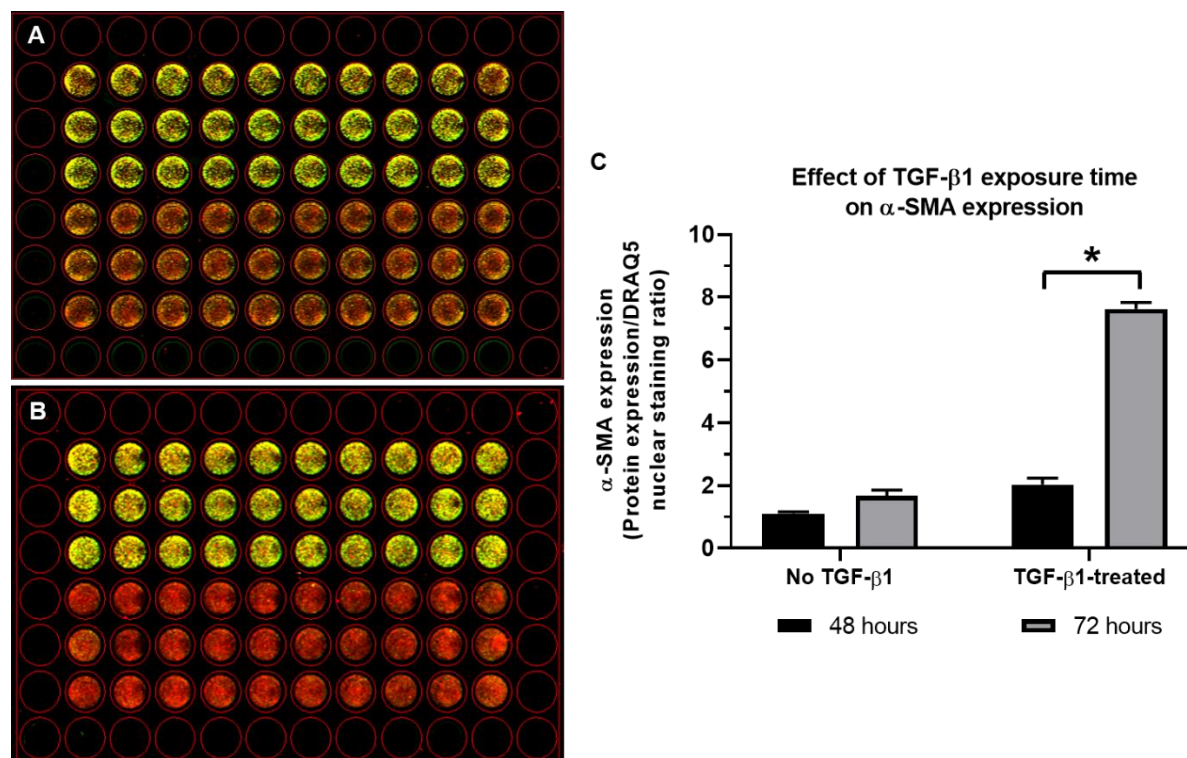 A
B
C
Effect of TGF-β1 exposure time
on α-SMA expression
α-SMA expression
(Protein expression/DRAQ5
nuclear staining ratio)
10
8
6
4
2
0
*
No TGF-β1
TGF-β1-treated
48 hours
72 hours